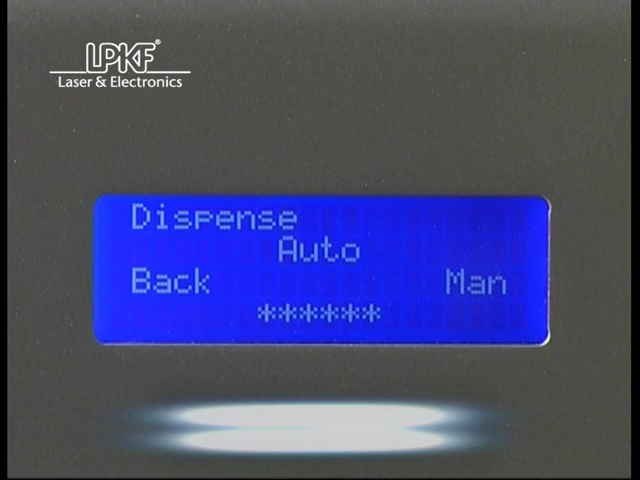 LPKF®
Laser & Electronics
Dispense
Auto
Back Man
******